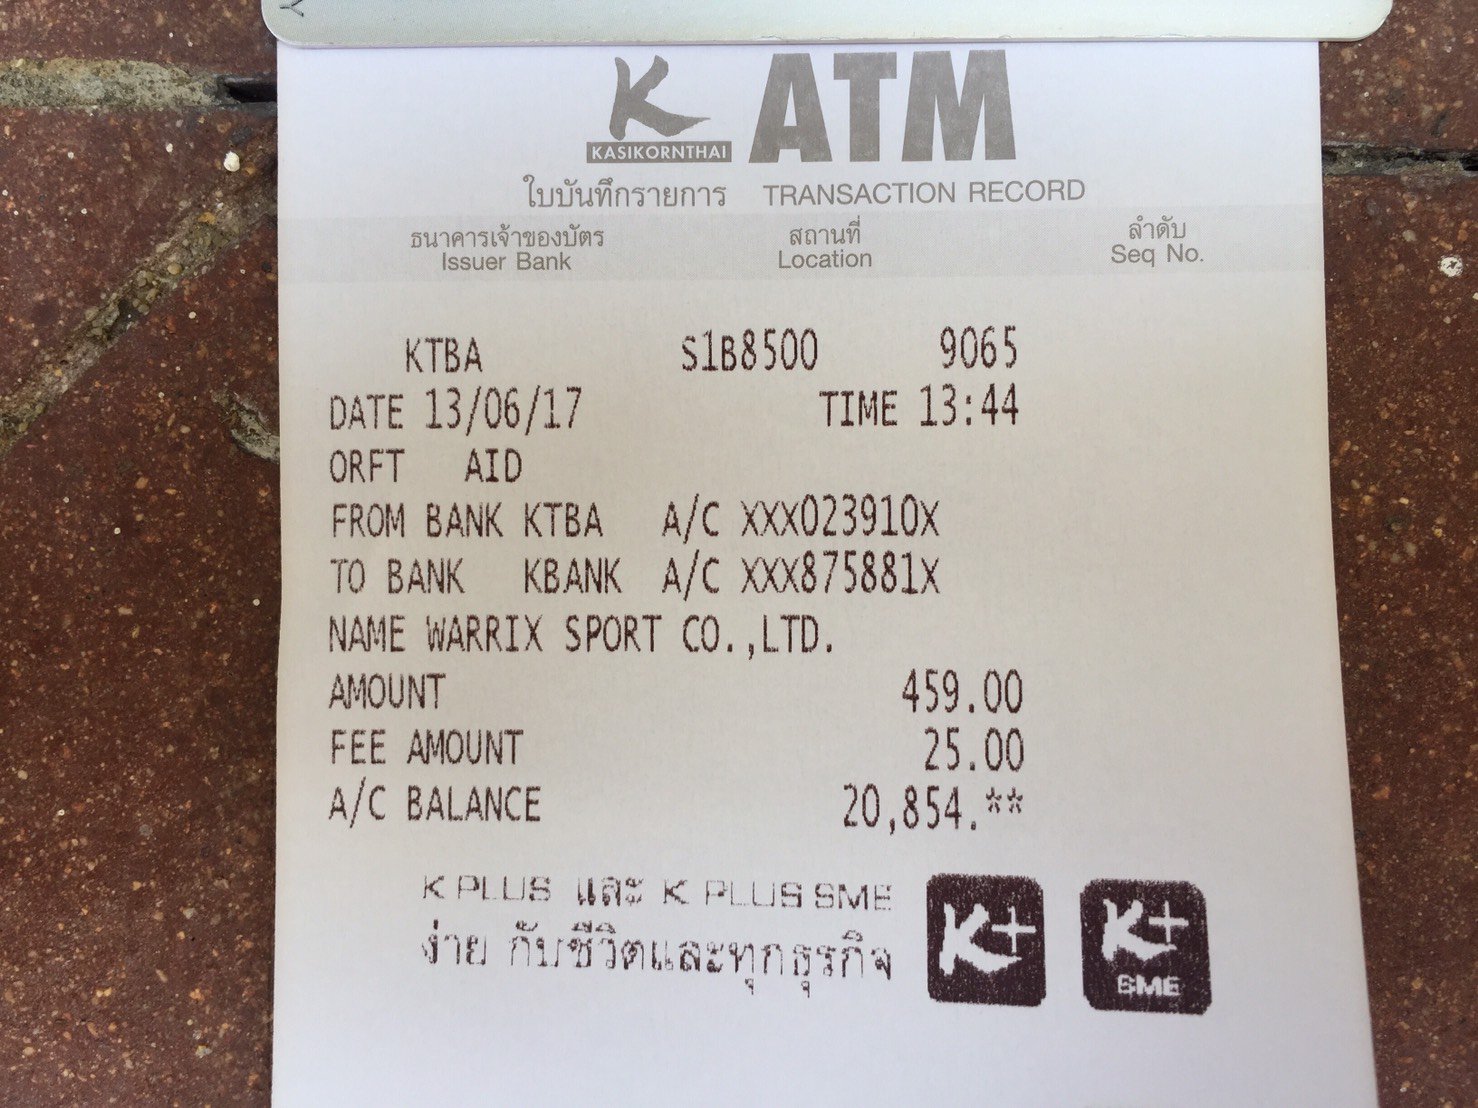 K ATM
KASIKORNTHAI
ใบบันทึกรายการ TRANSACTION RECORD
ธนาคารเจ้าของบัตร สถานที่ ลำดับ
Issuer Bank Location Seq No.
KTBA S1B8500 9065
DATE 13/06/17 TIME 13:44
ORFT AID
FROM BANK KTBA A/C XXX023910X
TO BANK KBANK A/C XXX875881X
NAME WARRIX SPORT CO.,LTD.
AMOUNT 459.00
FEE AMOUNT 25.00
A/C BALANCE 20,854.**
K PLUS และ K PLUS SME
ง่าย กับชีวิตและทุกธุรกิจ
K+ K+
SME